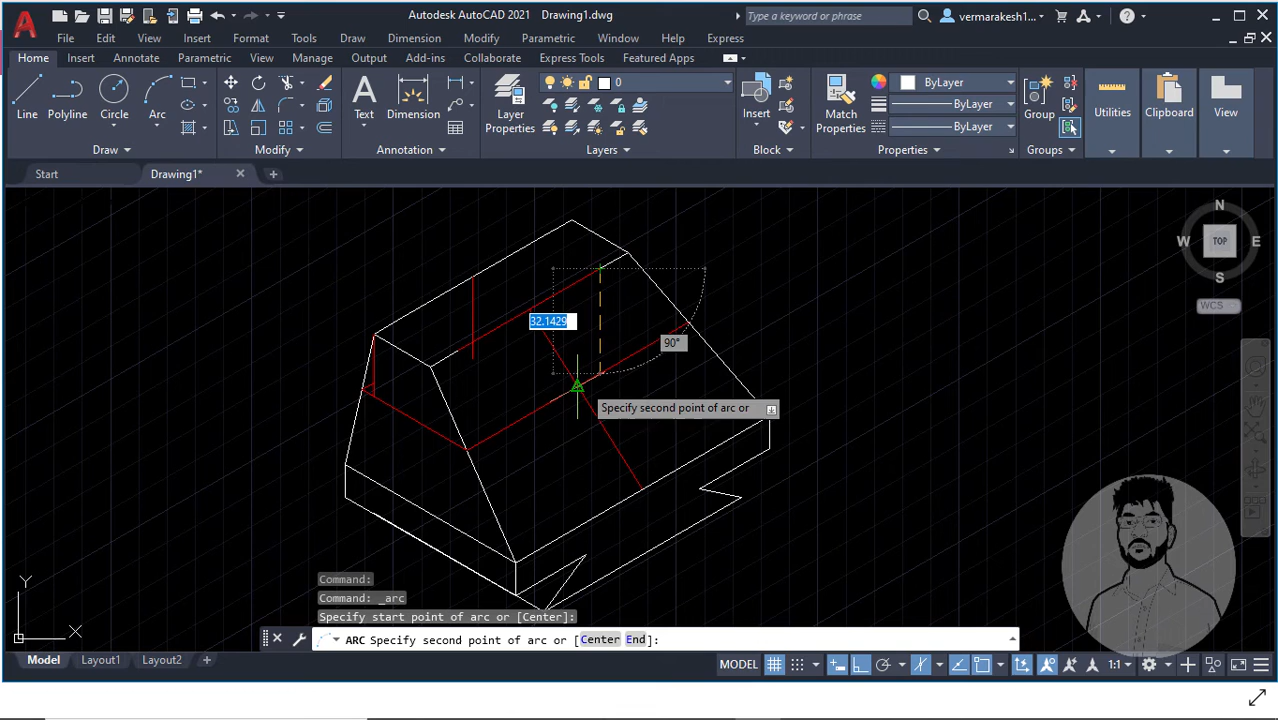 Autodesk AutoCAD 2021 Drawing1.dwg Type a keyword or phrase vermarakesh1...
File Edit View Insert Format Tools Draw Dimension Modify Parametric Window Help Express
Home Insert Annotate Parametric View Manage Output Add-ins Collaborate Express Tools Featured Apps
0 ByLayer
ByLayer
Line Polyline Circle Arc Text Dimension Layer Properties Insert Match Properties Group Utilities Clipboard View
ByLayer
Draw Modify Annotation Layers Block Properties Groups
Start Drawing1*
N
W TOP E
S
WCS
32.1429
90°
Specify second point of arc or
Command:
Command: _arc
Specify start point of arc or [Center]:
ARC Specify second point of arc or [Center End]:
Y
X
Model Layout1 Layout2 + MODEL 1:1